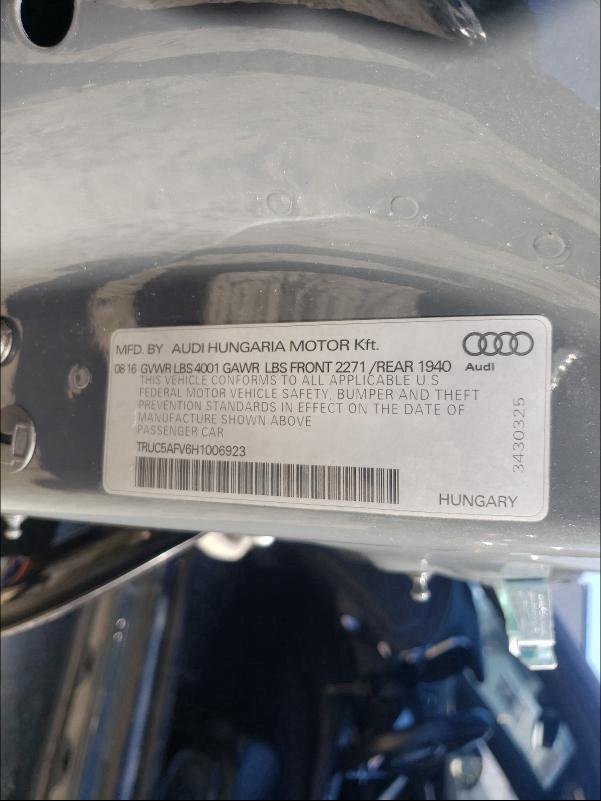 MFD. BY AUDI HUNGARIA MOTOR Kft.
Audi
08 16 GVWR LBS 4001 GAWR LBS FRONT 2271 / REAR 1940
THIS VEHICLE CONFORMS TO ALL APPLICABLE U.S
FEDERAL MOTOR VEHICLE SAFETY, BUMPER AND THEFT
PREVENTION STANDARDS IN EFFECT ON THE DATE OF
MANUFACTURE SHOWN ABOVE
PASSENGER CAR
TRUC5AFV6H1006923
3430325
HUNGARY